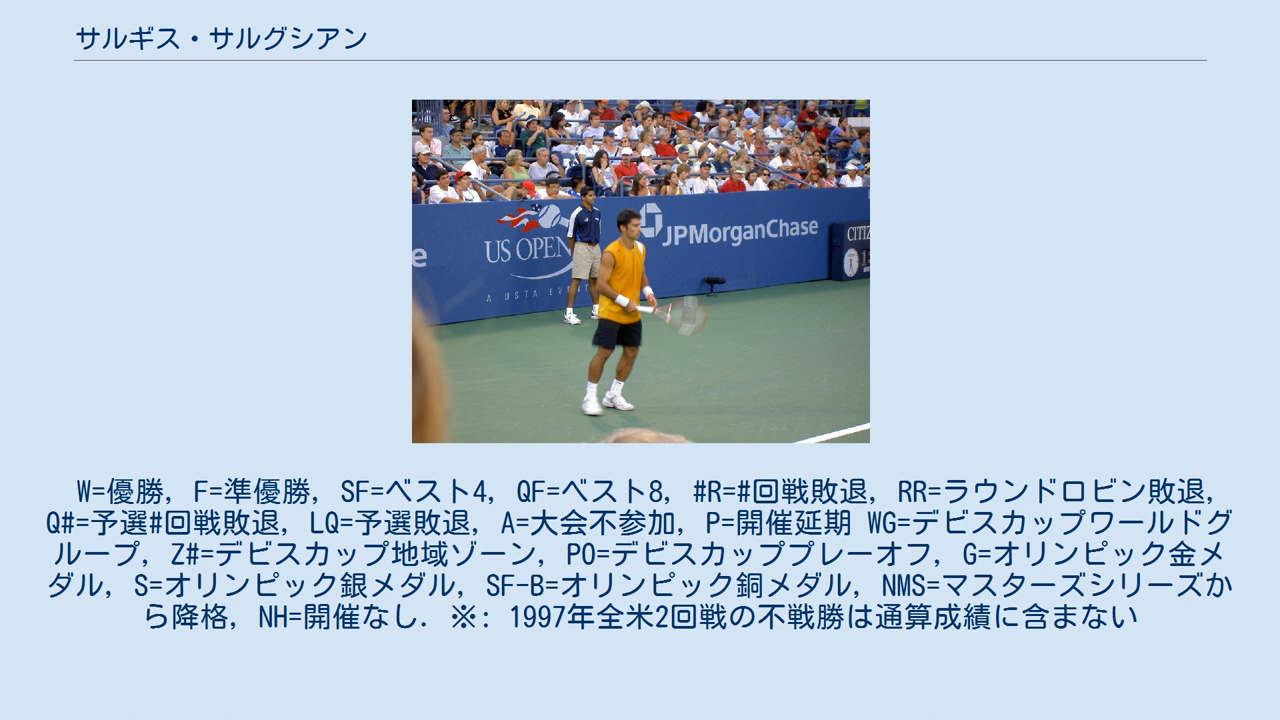 サルギス・サルグシアン
US OPEN
A USTA EVENT
JPMorganChase
e
CITIZ
W=優勝, F=準優勝, SF=ベスト4, QF=ベスト8, #R=#回戦敗退, RR=ラウンドロビン敗退,
Q#=予選#回戦敗退, LQ=予選敗退, A=大会不参加, P=開催延期 WG=デビスカップワールドグ
ループ, Z#=デビスカップ地域ゾーン, PO=デビスカッププレーオフ, G=オリンピック金メ
ダル, S=オリンピック銀メダル, SF-B=オリンピック銅メダル, NMS=マスターズシリーズか
ら降格, NH=開催なし. ※: 1997年全米2回戦の不戦勝は通算成績に含まない